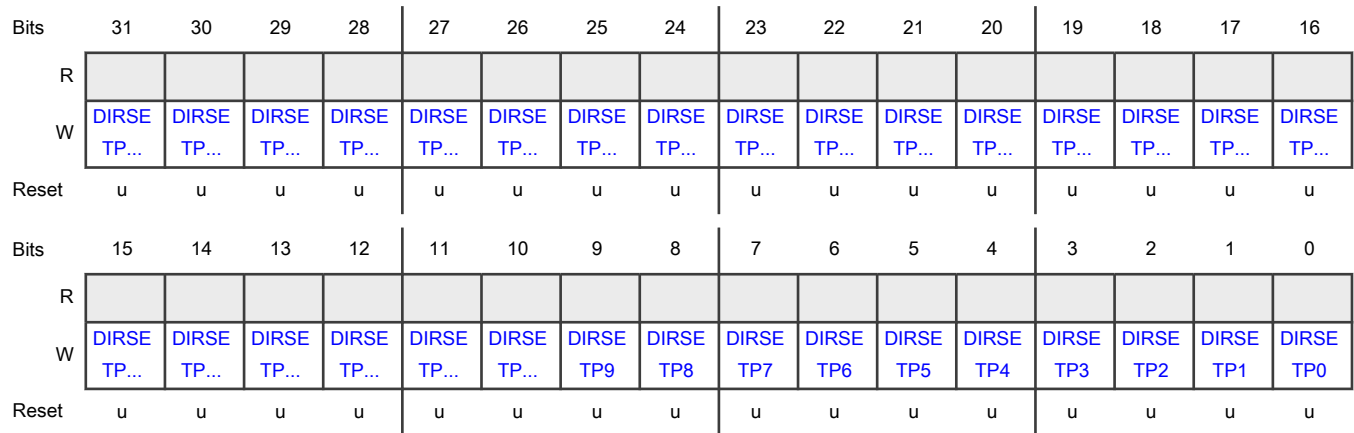 Bits 31 30 29 28 27 26 25 24 23 22 21 20 19 18 17 16
R
W DIRSE DIRSE DIRSE DIRSE DIRSE DIRSE DIRSE DIRSE DIRSE DIRSE DIRSE DIRSE DIRSE DIRSE DIRSE DIRSE
TP... TP... TP... TP... TP... TP... TP... TP... TP... TP... TP... TP... TP... TP... TP... TP...
Reset u u u u u u u u u u u u u u u u
Bits 15 14 13 12 11 10 9 8 7 6 5 4 3 2 1 0
R
W DIRSE DIRSE DIRSE DIRSE DIRSE DIRSE DIRSE DIRSE DIRSE DIRSE DIRSE DIRSE DIRSE DIRSE DIRSE DIRSE
TP... TP... TP... TP... TP... TP... TP9 TP8 TP7 TP6 TP5 TP4 TP3 TP2 TP1 TP0
Reset u u u u u u u u u u u u u u u u